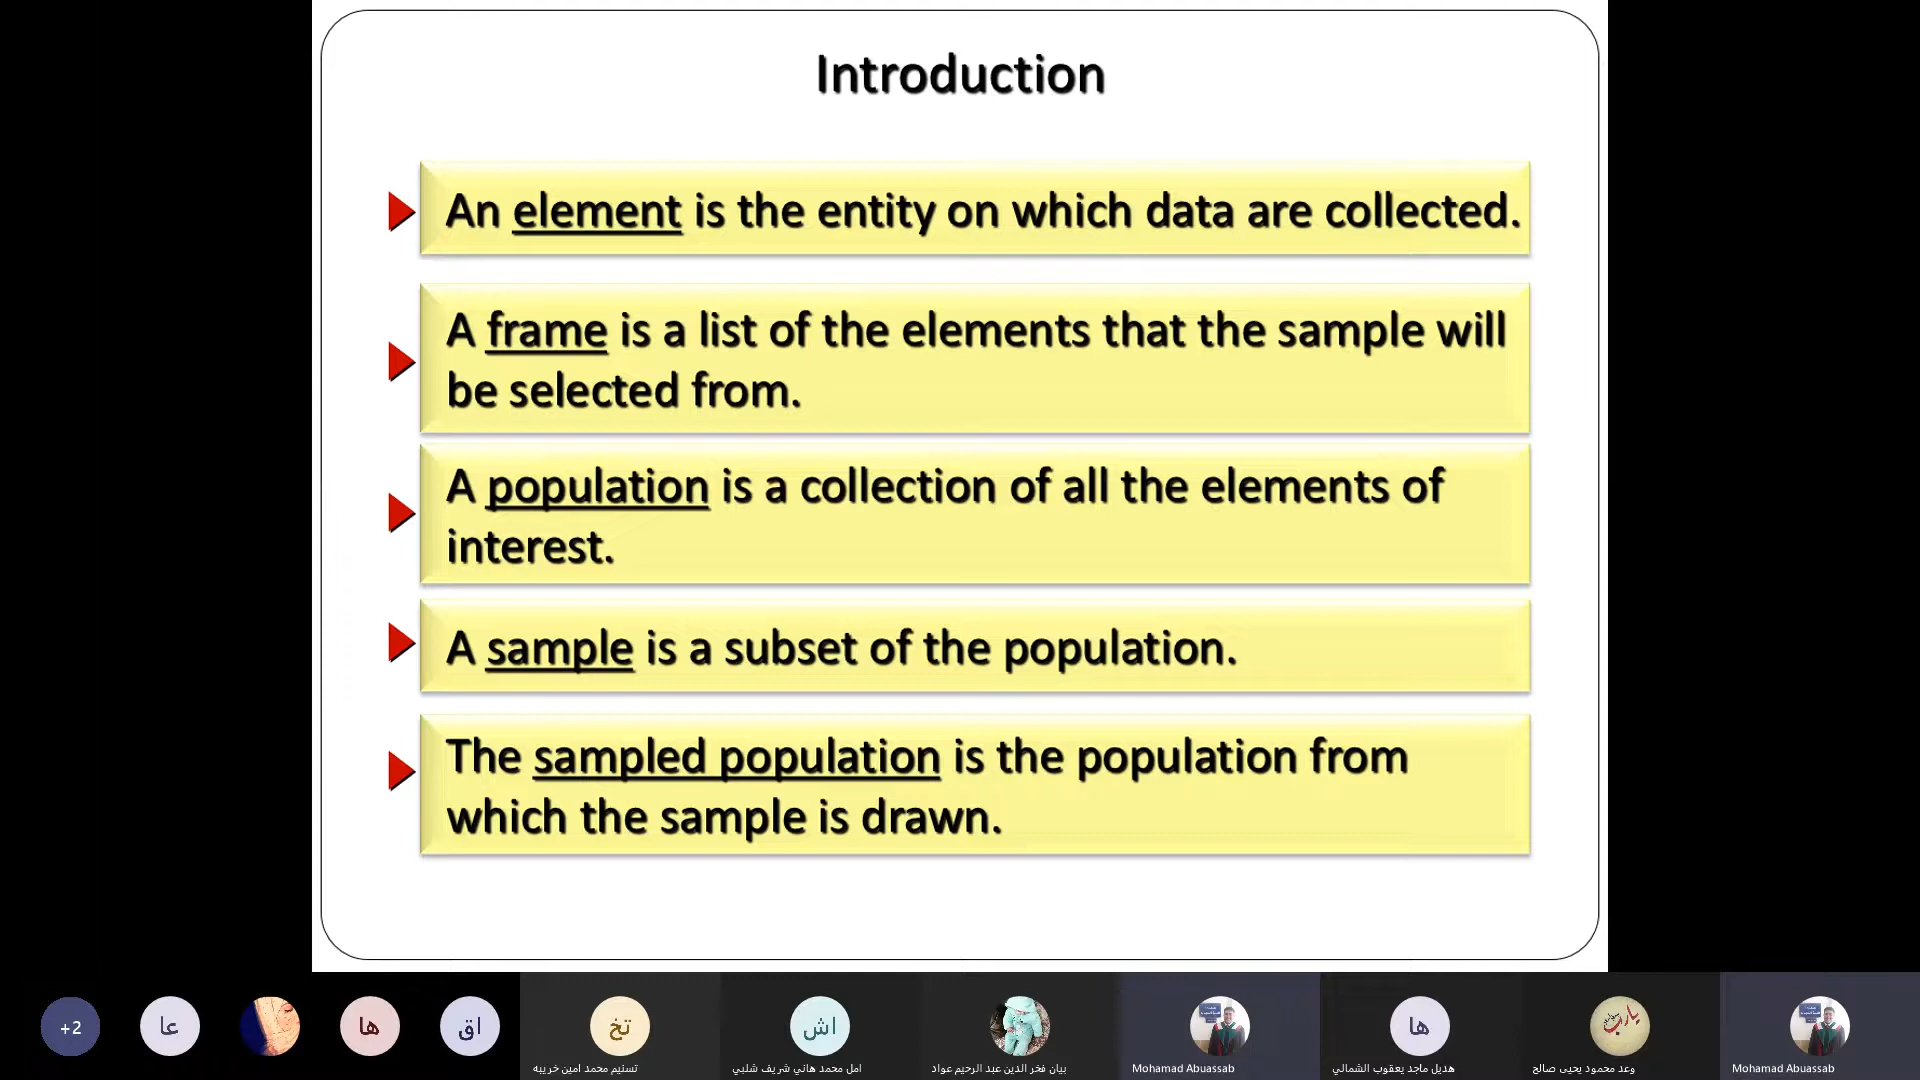 Introduction
An element is the entity on which data are collected.
A frame is a list of the elements that the sample will
be selected from.
A population is a collection of all the elements of
interest.
A sample is a subset of the population.
The sampled population is the population from
which the sample is drawn.
+2
عا
ها
اق
تخ
اش
ها
يارب
تسنيم محمد امين خريبه
امل محمد هاني شريف شلبي
بيان فخر الدين عبد الرحيم عواد
Mohamad Abuassab
هديل ماجد يعقوب الشمالي
وعد محمود يحيى صالح
Mohamad Abuassab